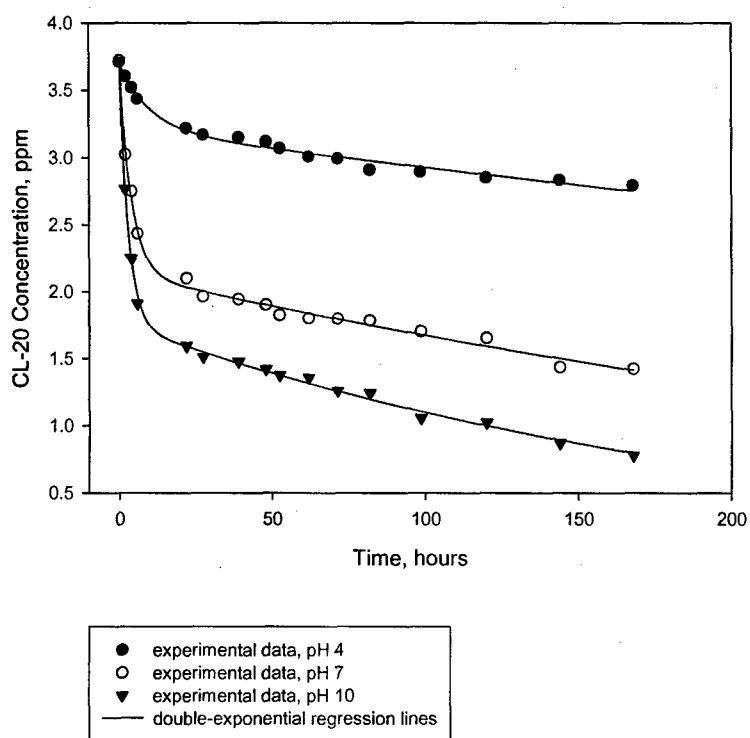 4.0
3.5
3.0
2.5
2.0
1.5
1.0
0.5
CL-20 Concentration, ppm
0 50 100 150 200
Time, hours
experimental data, pH 4
experimental data, pH 7
experimental data, pH 10
double-exponential regression lines